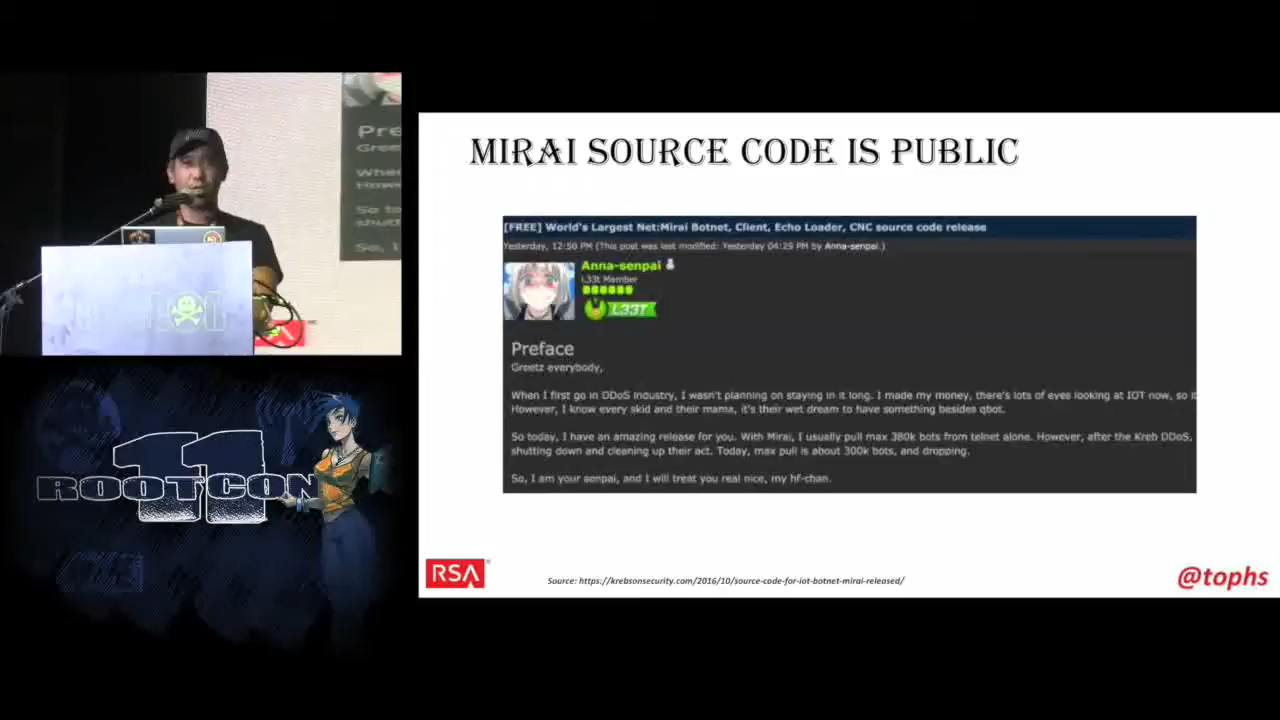 MIRAI SOURCE CODE IS PUBLIC
[FREE] World's Largest Net:Mirai Botnet, Client, Echo Loader, CNC source code release
Yesterday, 12:50 PM (This post was last modified: Yesterday 04:29 PM by Anna-senpai.)
Anna-senpai
L33t Member
L33T
Preface
Greetz everybody,
When I first go in DDoS industry, I wasn't planning on staying in it long. I made my money, there's lots of eyes looking at IOT now, so it
However, I know every skid and their mama, it's their wet dream to have something besides qbot.
So today, I have an amazing release for you. With Mirai, I usually pull max 380k bots from telnet alone. However, after the Kreb DDoS,
shutting down and cleaning up their act. Today, max pull is about 300k bots, and dropping.
So, I am your senpai, and I will treat you real nice, my hf-chan.
RSA
Source: https://krebsonsecurity.com/2016/10/source-code-for-iot-botnet-mirai-released/
@tophs
11
ROOTCON